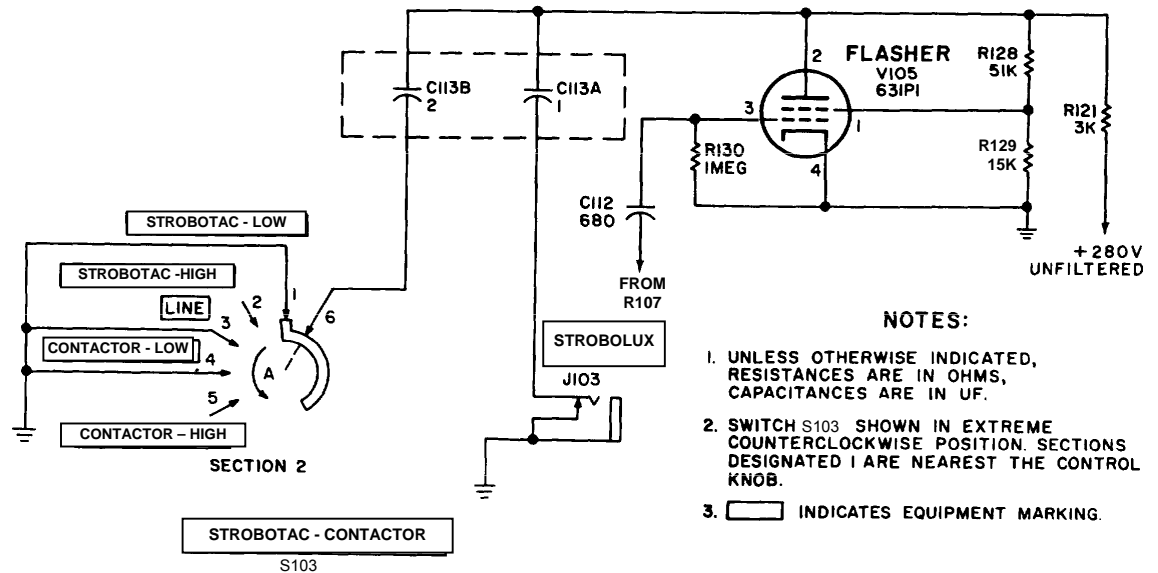 2
FLASHER
V105
631P1
3
1
4
R128
51K
R121
3K
R129
15K
R130
1MEG
C113B
2
C113A
1
C112
680
FROM
R107
+280V
UNFILTERED
STROBOTAC - LOW
STROBOTAC -HIGH
LINE
CONTACTOR - LOW
CONTACTOR – HIGH
1
2
3
4
5
6
A
SECTION 2
STROBOTAC - CONTACTOR
S103
STROBOLUX
J103
NOTES:
1. UNLESS OTHERWISE INDICATED,
RESISTANCES ARE IN OHMS,
CAPACITANCES ARE IN UF.
2. SWITCH S103 SHOWN IN EXTREME
COUNTERCLOCKWISE POSITION. SECTIONS
DESIGNATED 1 ARE NEAREST THE CONTROL
KNOB.
3. INDICATES EQUIPMENT MARKING.